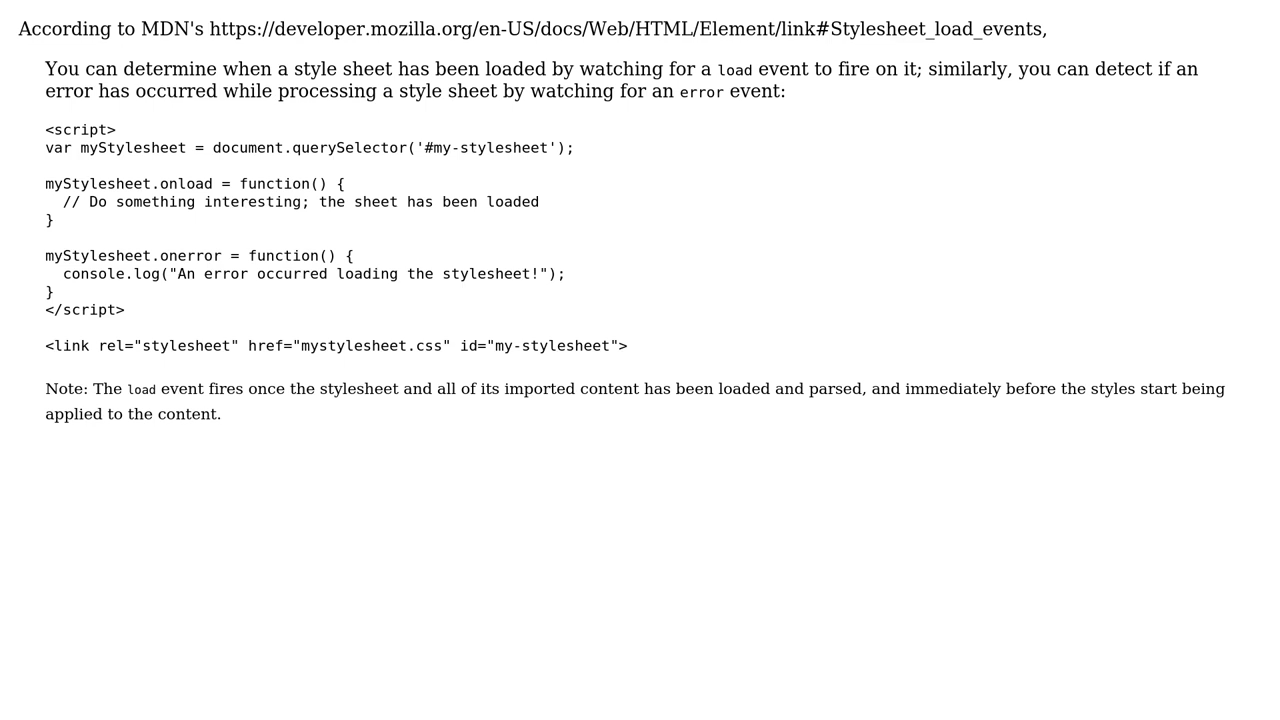 According to MDN's https://developer.mozilla.org/en-US/docs/Web/HTML/Element/link#Stylesheet_load_events,
You can determine when a style sheet has been loaded by watching for a load event to fire on it; similarly, you can detect if an
error has occurred while processing a style sheet by watching for an error event:
<script>
var myStylesheet = document.querySelector('#my-stylesheet');
myStylesheet.onload = function() {
  // Do something interesting; the sheet has been loaded
}
myStylesheet.onerror = function() {
  console.log("An error occurred loading the stylesheet!");
}
</script>
<link rel="stylesheet" href="mystylesheet.css" id="my-stylesheet">
Note: The load event fires once the stylesheet and all of its imported content has been loaded and parsed, and immediately before the styles start being
applied to the content.